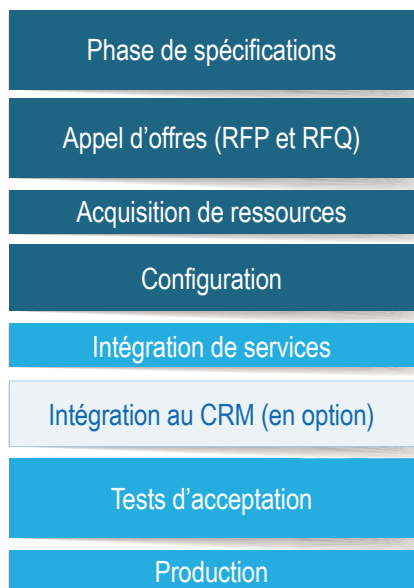 Phase de spécifications
Appel d’offres (RFP et RFQ)
Acquisition de ressources
Configuration
Intégration de services
Intégration au CRM (en option)
Tests d’acceptation
Production